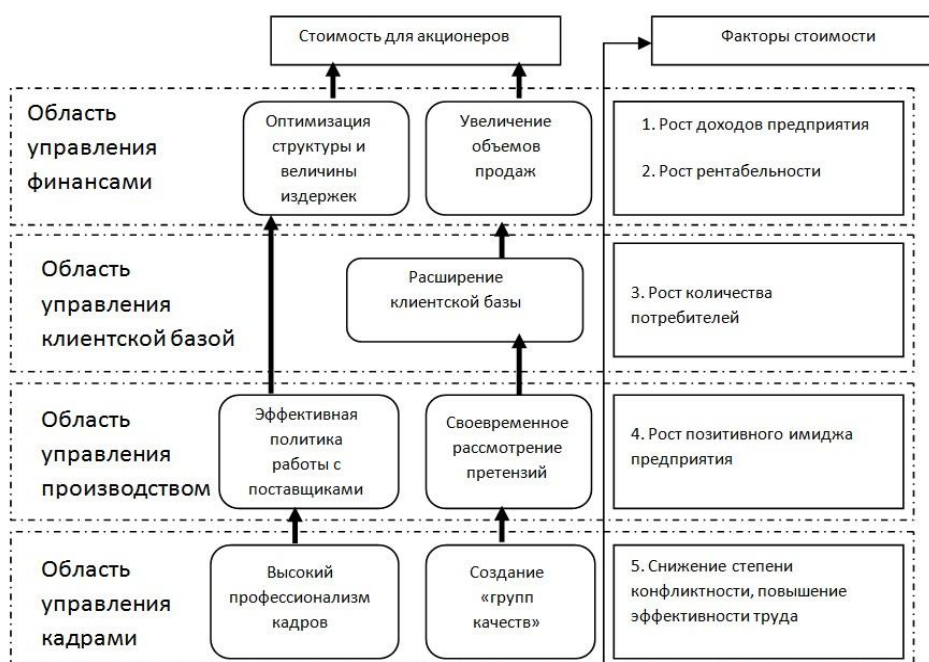 Стоимость для акционеров
Факторы стоимости
Область
управления
финансами
Оптимизация
структуры и
величины
издержек
Увеличение
объемов
продаж
1. Рост доходов предприятия
2. Рост рентабельности
Область
управления
клиентской базой
Расширение
клиентской базы
3. Рост количества
потребителей
Область
управления
производством
Эффективная
политика
работы с
поставщиками
Своевременное
рассмотрение
претензий
4. Рост позитивного имиджа
предприятия
Область
управления
кадрами
Высокий
профессионализм
кадров
Создание
«групп
качеств»
5. Снижение степени
конфликтности, повышение
эффективности труда